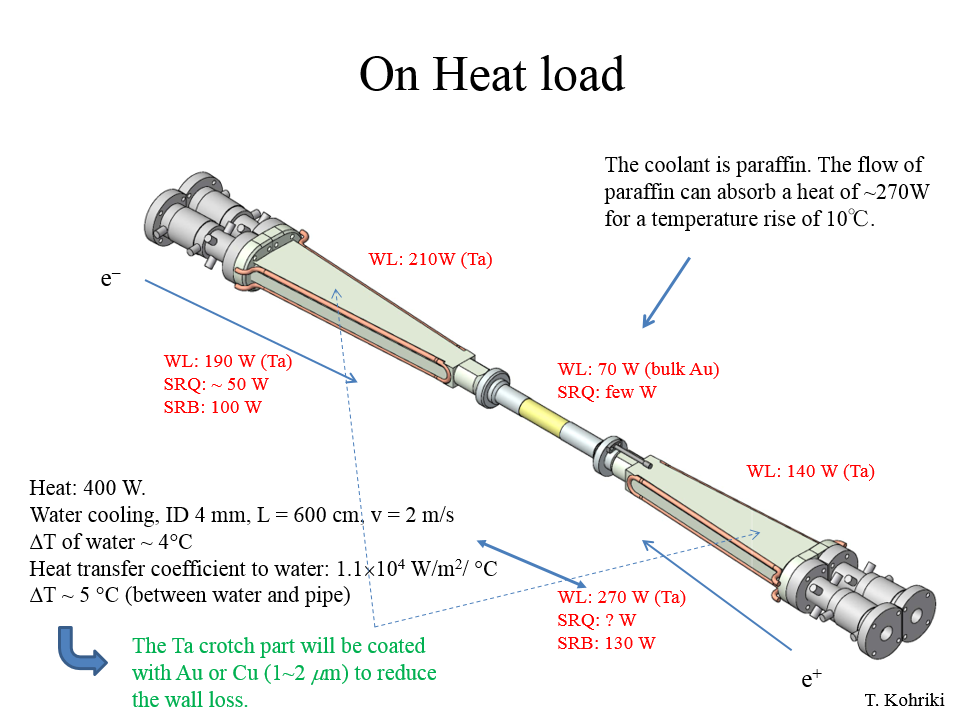 On Heat load
The coolant is paraffin. The flow of
paraffin can absorb a heat of ~270W
for a temperature rise of 10℃.
WL: 210W (Ta)
e⁻
WL: 190 W (Ta)
SRQ: ~ 50 W
SRB: 100 W
WL: 70 W (bulk Au)
SRQ: few W
WL: 140 W (Ta)
Heat: 400 W.
Water cooling, ID 4 mm, L = 600 cm, v = 2 m/s
ΔT of water ~ 4°C
Heat transfer coefficient to water: 1.1×10⁴ W/m²/ °C
ΔT ~ 5 °C (between water and pipe)
WL: 270 W (Ta)
SRQ: ? W
SRB: 130 W
The Ta crotch part will be coated
with Au or Cu (1~2 μm) to reduce
the wall loss.
e⁺
T. Kohriki